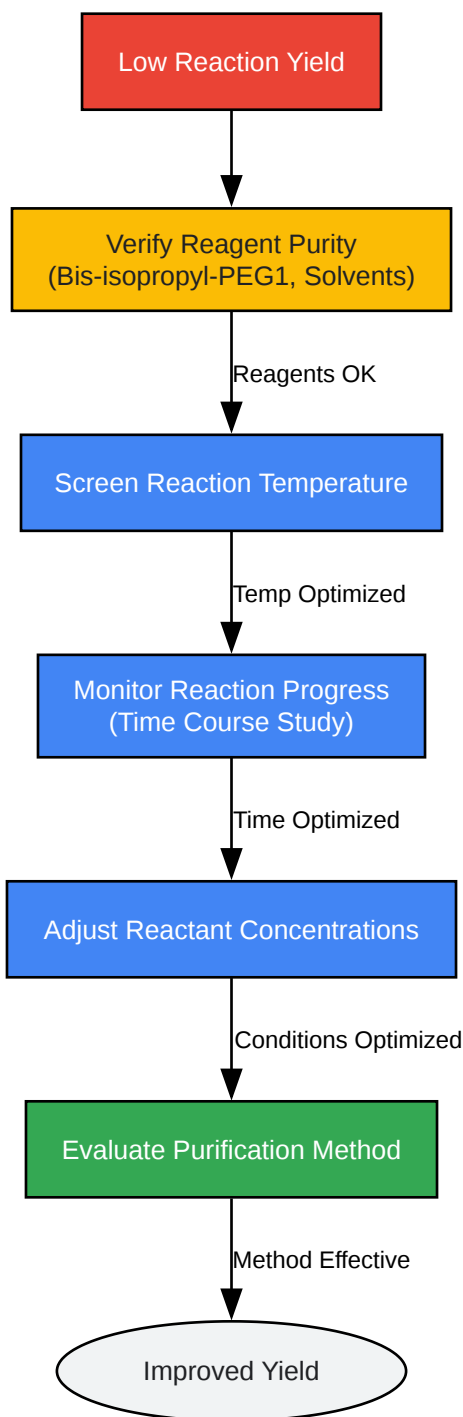 Low Reaction Yield
Verify Reagent Purity
(Bis-isopropyl-PEG1, Solvents)
Reagents OK
Screen Reaction Temperature
Temp Optimized
Monitor Reaction Progress
(Time Course Study)
Time Optimized
Adjust Reactant Concentrations
Conditions Optimized
Evaluate Purification Method
Method Effective
Improved Yield